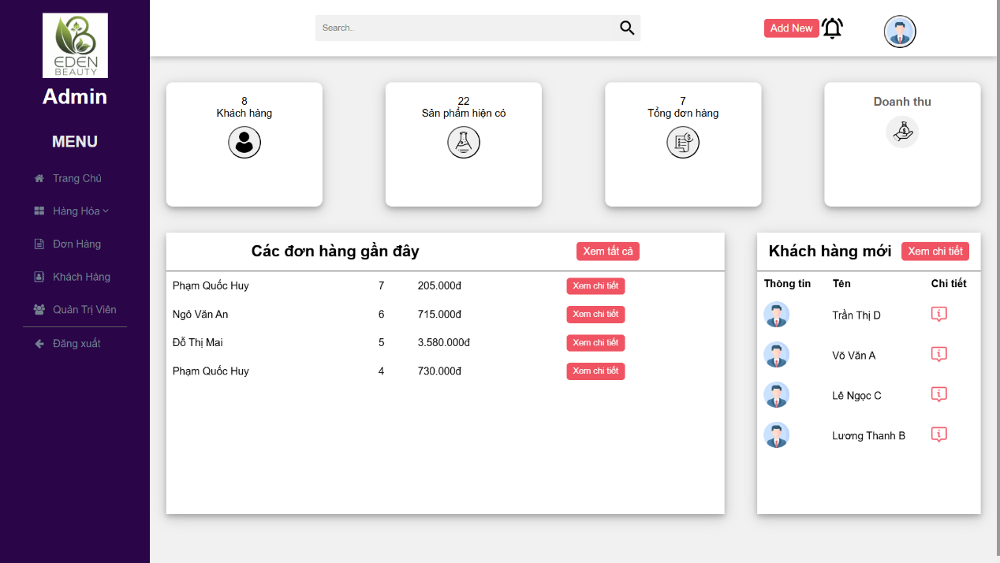 EDEN
BEAUTY
Admin
MENU
Trang Chủ
Hàng Hóa
Đơn Hàng
Khách Hàng
Quản Trị Viên
Đăng xuất
Search..
Add New
8
Khách hàng
22
Sản phẩm hiện có
7
Tổng đơn hàng
Doanh thu
Các đơn hàng gần đây
Xem tất cả
Phạm Quốc Huy 7 205.000đ Xem chi tiết
Ngô Văn An 6 715.000đ Xem chi tiết
Đỗ Thị Mai 5 3.580.000đ Xem chi tiết
Phạm Quốc Huy 4 730.000đ Xem chi tiết
Khách hàng mới
Xem chi tiết
Thông tin Tên Chi tiết
Trần Thị D
Võ Văn A
Lê Ngọc C
Lương Thanh B